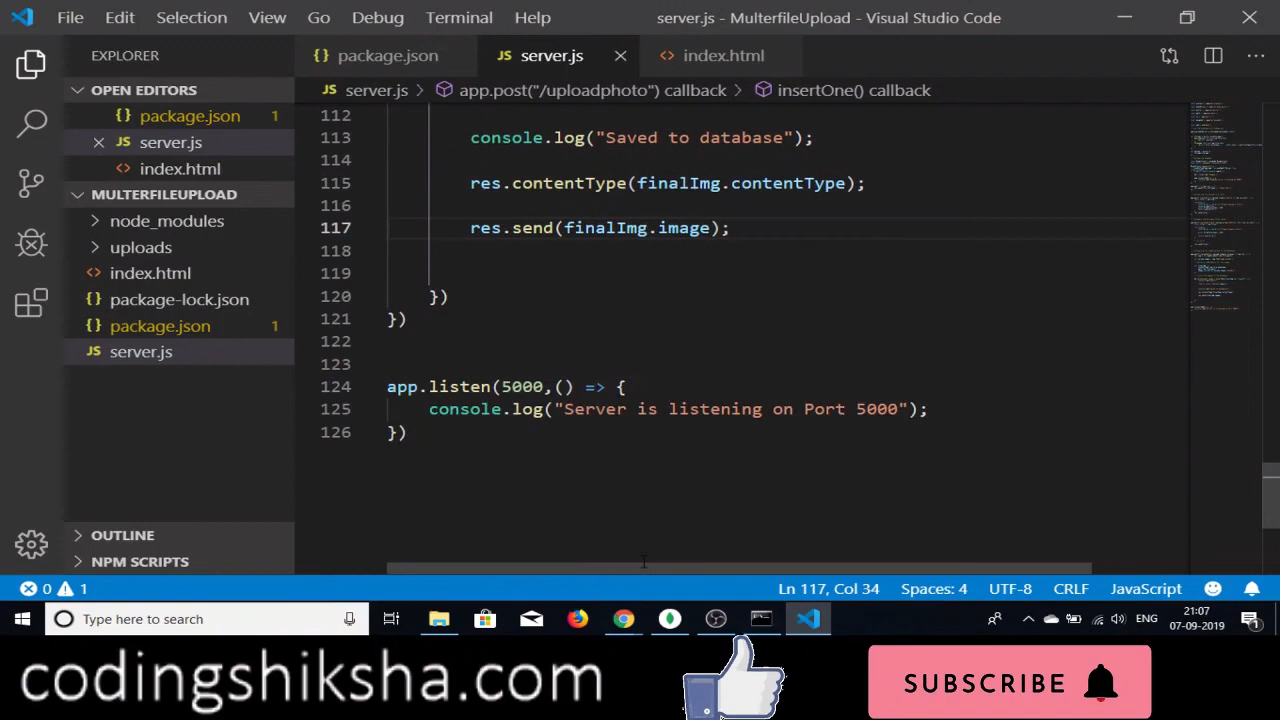 File Edit Selection View Go Debug Terminal Help server.js - MulterfileUpload - Visual Studio Code
EXPLORER
{} package.json JS server.js <> index.html
OPEN EDITORS
JS server.js > app.post("/uploadphoto") callback > insertOne() callback
{} package.json 1
JS server.js
<> index.html
MULTERFILEUPLOAD
node_modules
uploads
<> index.html
{} package-lock.json
{} package.json 1
JS server.js
OUTLINE
NPM SCRIPTS
112
113 console.log("Saved to database");
114
115 res.contentType(finalImg.contentType);
116
117 res.send(finalImg.image);
118
119
120 })
121 })
122
123
124 app.listen(5000,() => {
125 console.log("Server is listening on Port 5000");
126 })
0 1 Ln 117, Col 34 Spaces: 4 UTF-8 CRLF JavaScript
Type here to search
ENG 21:07
07-09-2019 1
codingshiksha.com
SUBSCRIBE